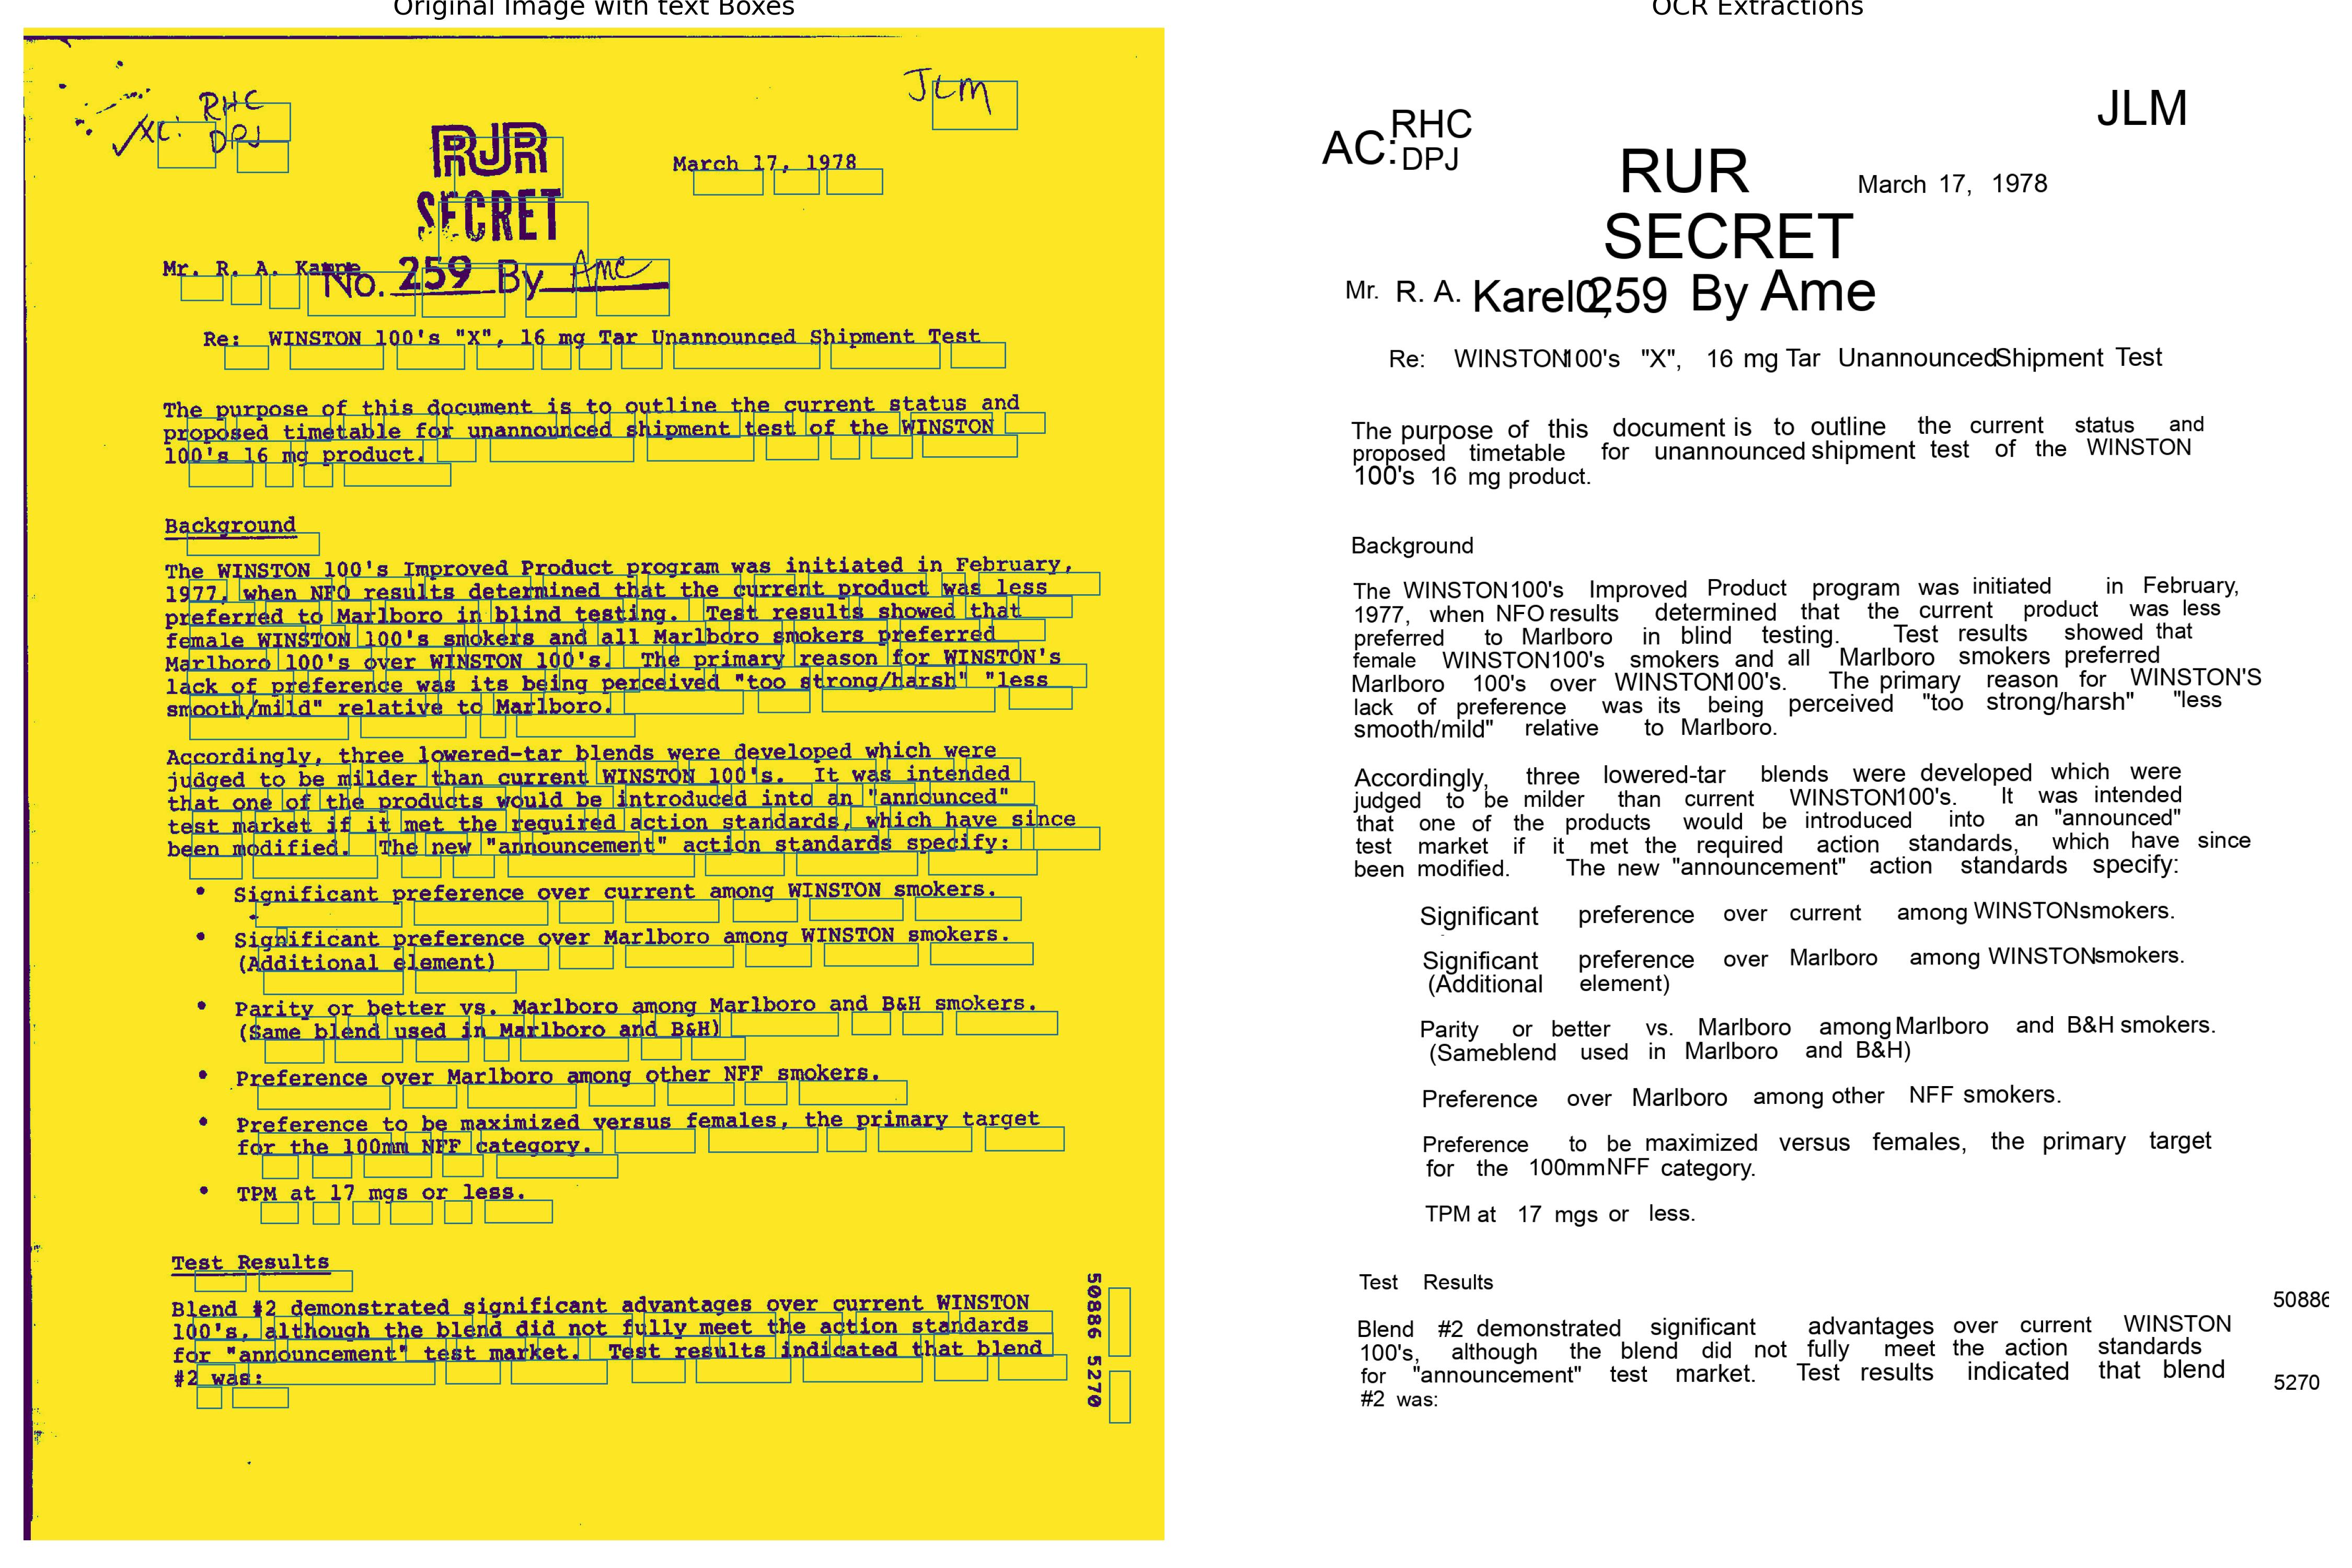 Original Image with text Boxes
JLM
XC: RHC
DPJ
RJR
SECRET
March 17, 1978
Mr. R. A. Kampe
No. 259 By Ame
Re: WINSTON 100's "X", 16 mg Tar Unannounced Shipment Test
The purpose of this document is to outline the current status and
proposed timetable for unannounced shipment test of the WINSTON
100's 16 mg product.
Background
The WINSTON 100's Improved Product program was initiated in February,
1977, when NFO results determined that the current product was less
preferred to Marlboro in blind testing. Test results showed that
female WINSTON 100's smokers and all Marlboro smokers preferred
Marlboro 100's over WINSTON 100's. The primary reason for WINSTON's
lack of preference was its being perceived "too strong/harsh" "less
smooth/mild" relative to Marlboro.
Accordingly, three lowered-tar blends were developed which were
judged to be milder than current WINSTON 100's. It was intended
that one of the products would be introduced into an "announced"
test market if it met the required action standards, which have since
been modified. The new "announcement" action standards specify:
• Significant preference over current among WINSTON smokers.
• Significant preference over Marlboro among WINSTON smokers.
(Additional element)
• Parity or better vs. Marlboro among Marlboro and B&H smokers.
(Same blend used in Marlboro and B&H)
• Preference over Marlboro among other NFF smokers.
• Preference to be maximized versus females, the primary target
for the 100mm NFF category.
• TPM at 17 mgs or less.
Test Results
Blend #2 demonstrated significant advantages over current WINSTON
100's, although the blend did not fully meet the action standards
for "announcement" test market. Test results indicated that blend
#2 was:
50886 5270
OCR Extractions
JLM
AC: RHC
DPJ
RUR
SECRET
March 17, 1978
Mr. R. A. Karel0,259 By Ame
Re: WINSTON100's "X", 16 mg Tar UnannouncedShipment Test
The purpose of this document is to outline the current status and
proposed timetable for unannounced shipment test of the WINSTON
100's 16 mg product.
Background
The WINSTON100's Improved Product program was initiated in February,
1977, when NFO results determined that the current product was less
preferred to Marlboro in blind testing. Test results showed that
female WINSTON100's smokers and all Marlboro smokers preferred
Marlboro 100's over WINSTON100's. The primary reason for WINSTON'S
lack of preference was its being perceived "too strong/harsh" "less
smooth/mild" relative to Marlboro.
Accordingly, three lowered-tar blends were developed which were
judged to be milder than current WINSTON100's. It was intended
that one of the products would be introduced into an "announced"
test market if it met the required action standards, which have since
been modified. The new "announcement" action standards specify:
Significant preference over current among WINSTONsmokers.
Significant preference over Marlboro among WINSTONsmokers.
(Additional element)
Parity or better vs. Marlboro among Marlboro and B&H smokers.
(Sameblend used in Marlboro and B&H)
Preference over Marlboro among other NFF smokers.
Preference to be maximized versus females, the primary target
for the 100mmNFF category.
TPM at 17 mgs or less.
Test Results
50886
Blend #2 demonstrated significant advantages over current WINSTON
100's, although the blend did not fully meet the action standards
for "announcement" test market. Test results indicated that blend
5270
#2 was: